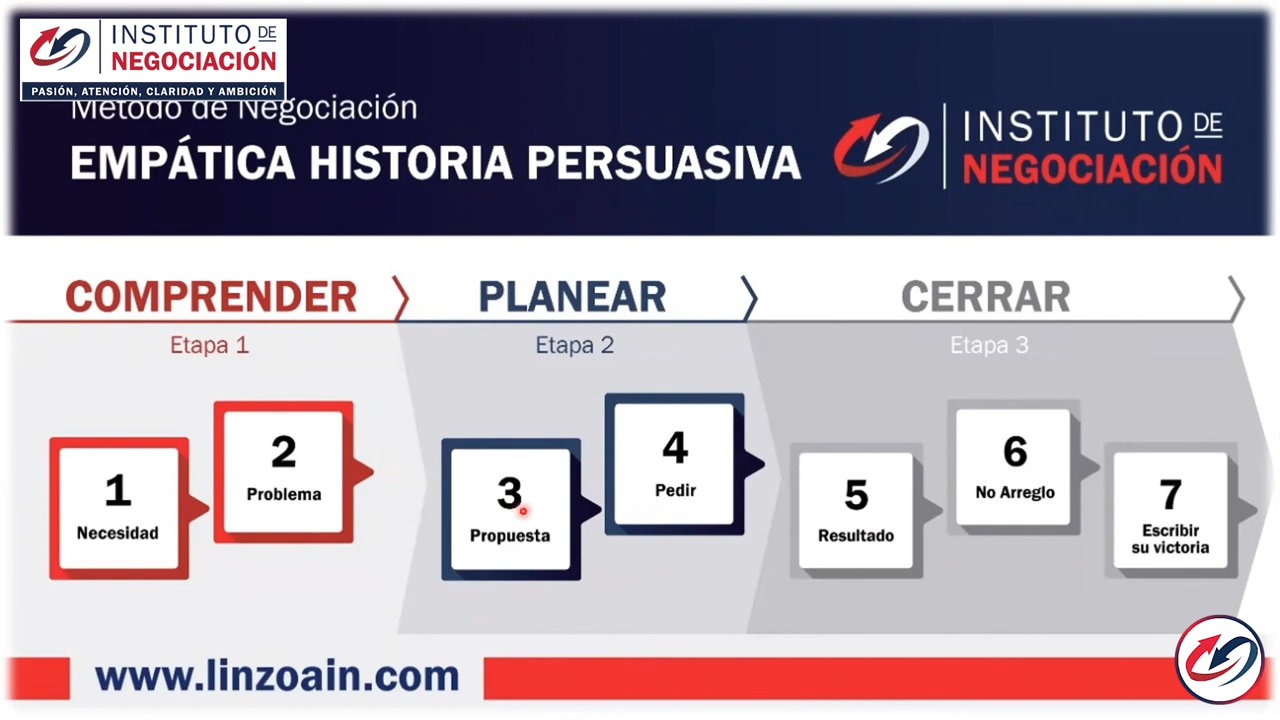 INSTITUTO DE
NEGOCIACIÓN
PASIÓN, ATENCIÓN, CLARIDAD Y AMBICIÓN
Método de Negociación
EMPÁTICA HISTORIA PERSUASIVA
INSTITUTO DE
NEGOCIACIÓN
COMPRENDER
PLANEAR
CERRAR
Etapa 1
Etapa 2
Etapa 3
1
Necesidad
2
Problema
3
Propuesta
4
Pedir
5
Resultado
6
No Arreglo
7
Escribir
su victoria
www.linzoain.com